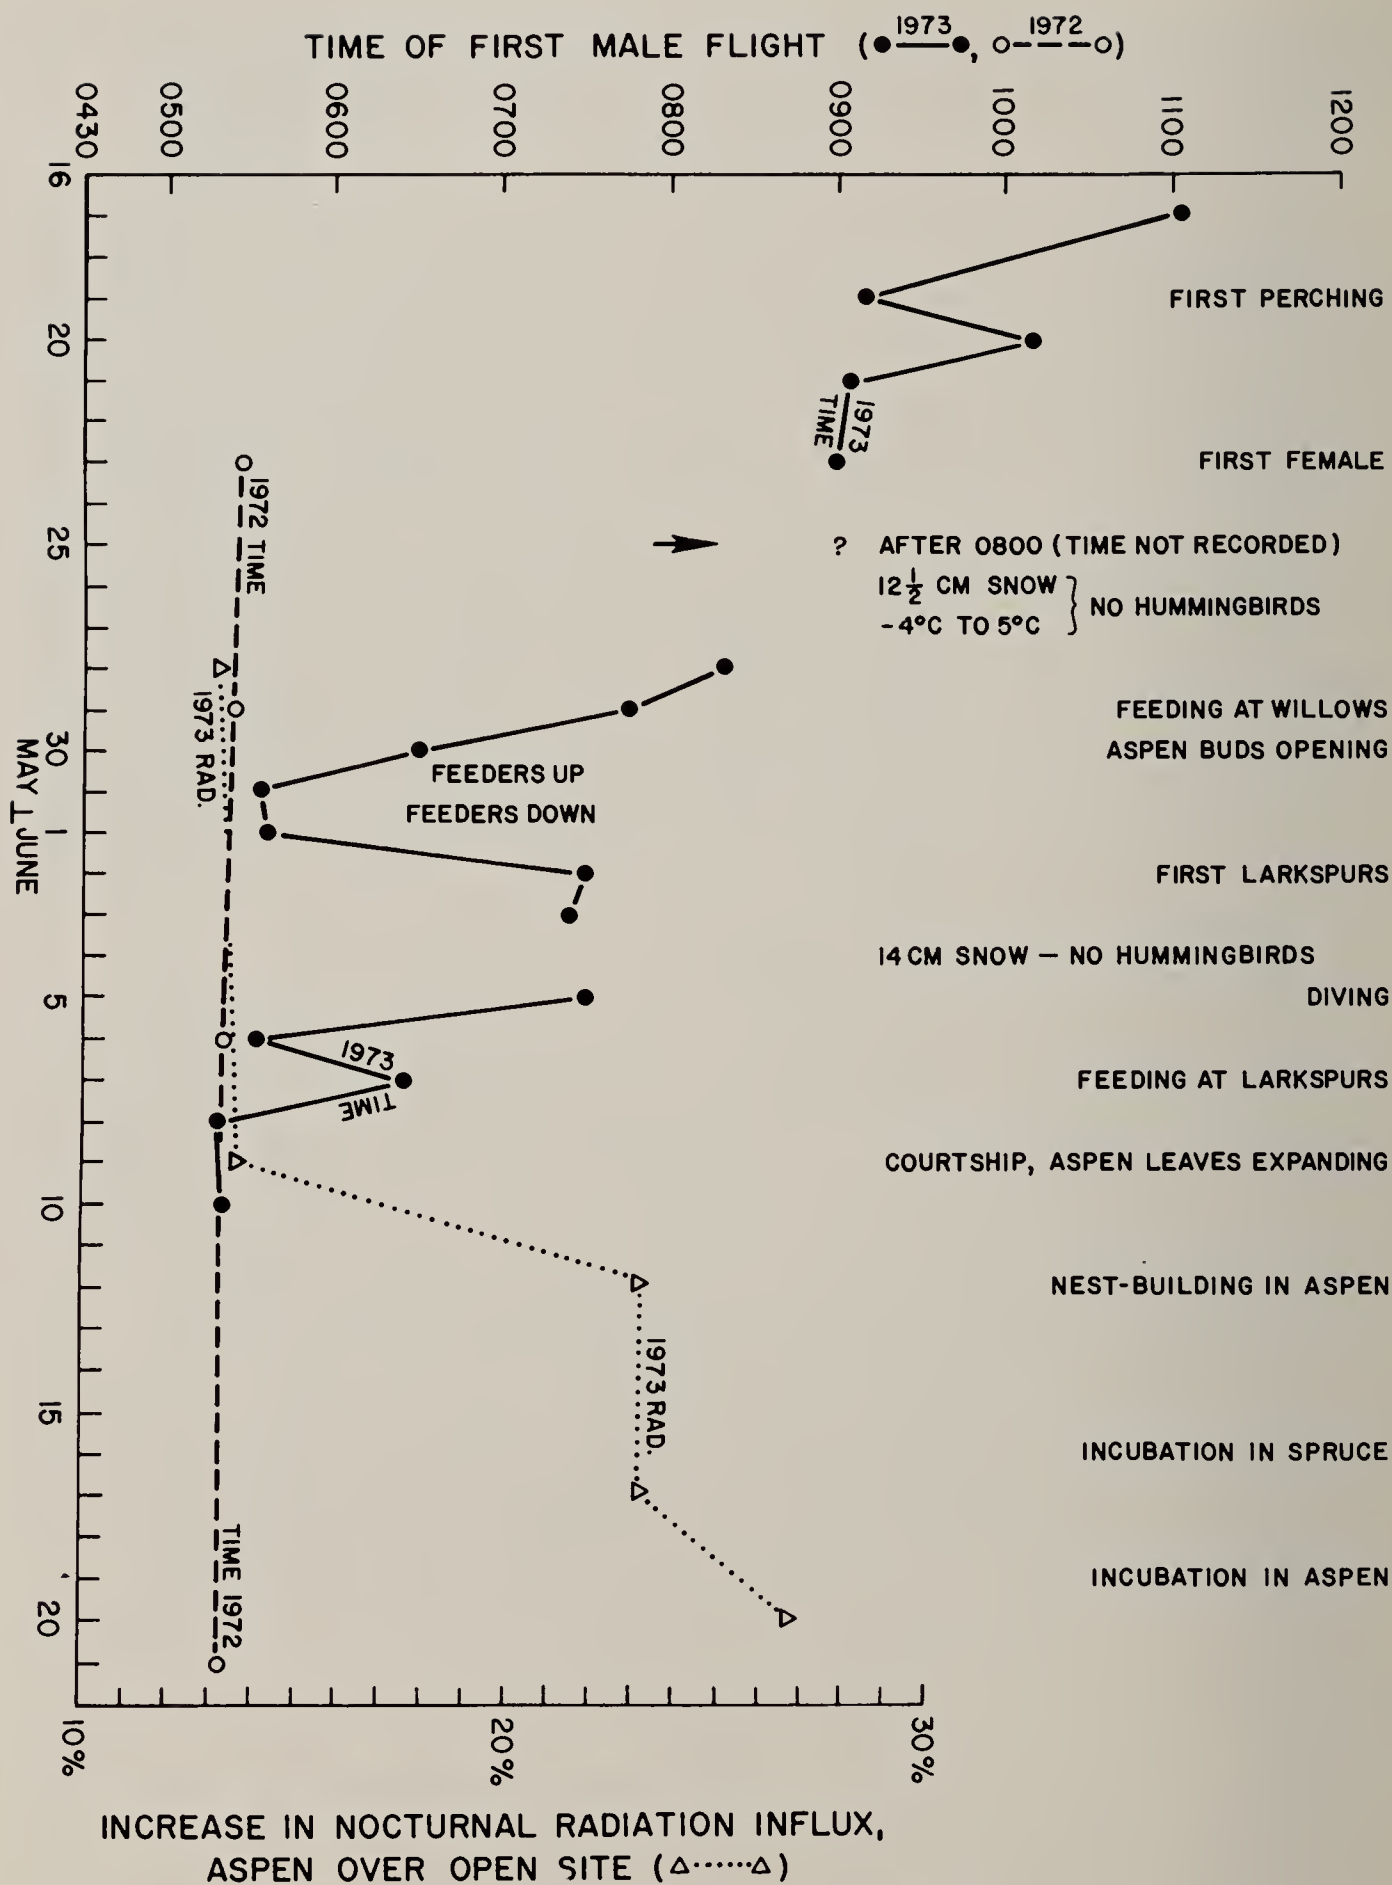 TIME OF FIRST MALE FLIGHT (●—1973—●, ○--1972--○)
0430 0500 0600 0700 0800 0900 1000 1100 1200
16
FIRST PERCHING
20
1973
TIME
FIRST FEMALE
1972 TIME
25
? AFTER 0800 (TIME NOT RECORDED)
12 1/2 CM SNOW
-4°C TO 5°C
NO HUMMINGBIRDS
1973 RAD.
FEEDING AT WILLOWS
30
ASPEN BUDS OPENING
FEEDERS UP
FEEDERS DOWN
MAY
1
JUNE
FIRST LARKSPURS
14 CM SNOW — NO HUMMINGBIRDS
5
DIVING
1973
TIME
FEEDING AT LARKSPURS
COURTSHIP, ASPEN LEAVES EXPANDING
10
NEST-BUILDING IN ASPEN
1973 RAD.
15
INCUBATION IN SPRUCE
TIME 1972
INCUBATION IN ASPEN
20
10% 20% 30%
INCREASE IN NOCTURNAL RADIATION INFLUX,
ASPEN OVER OPEN SITE (△······△)